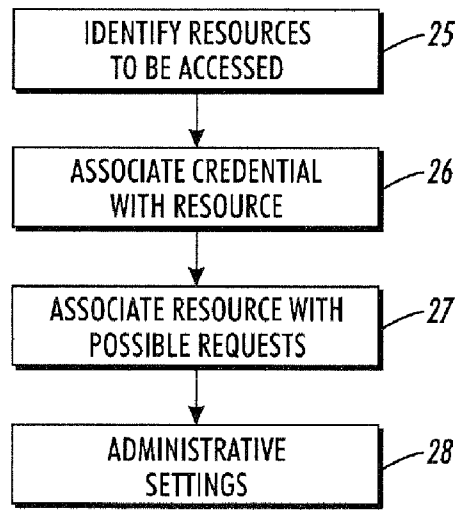 IDENTIFY RESOURCES
TO BE ACCESSED
25
ASSOCIATE CREDENTIAL
WITH RESOURCE
26
ASSOCIATE RESOURCE WITH
POSSIBLE REQUESTS
27
ADMINISTRATIVE
SETTINGS
28